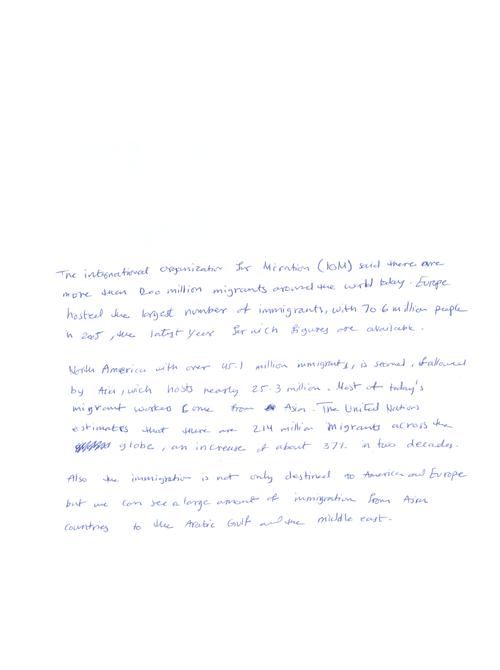 The international organization for Micration (IOM) said there are
more than 200 million migrants around the world today. Europe
hosted the largest number of immigrants, with 70 6 million people
in 2005, the latest year for wich figures are available.
North America with over 45.1 million immigrants, is second, followed
by Asia, wich hosts nearly 25.3 million. Most of today's
migrant workers come from Asia. The United Nations
estimates that there are 214 million migrants across the
globe, an increase of about 37% in two decades.
Also the immigration is not only destined to America and Europe
but we can see a large amount of immigration from Asian
countries to the Arabic Gulf and the middle east.